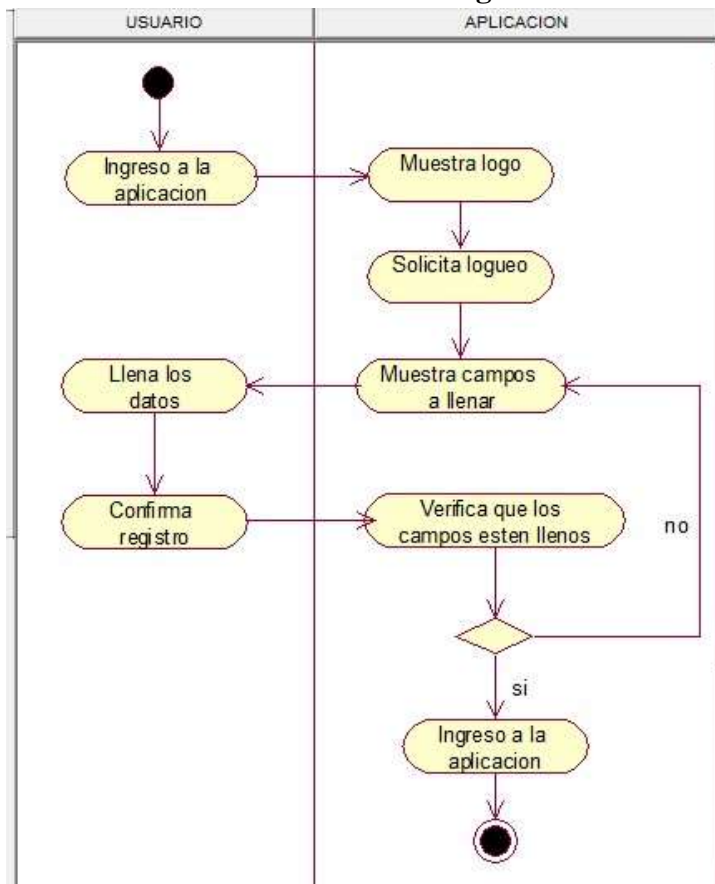 USUARIO
APLICACION
Ingreso a la
aplicacion
Muestra logo
Solicita logueo
Muestra campos
a llenar
Llena los
datos
Confirma
registro
Verifica que los
campos esten llenos
no
si
Ingreso a la
aplicacion